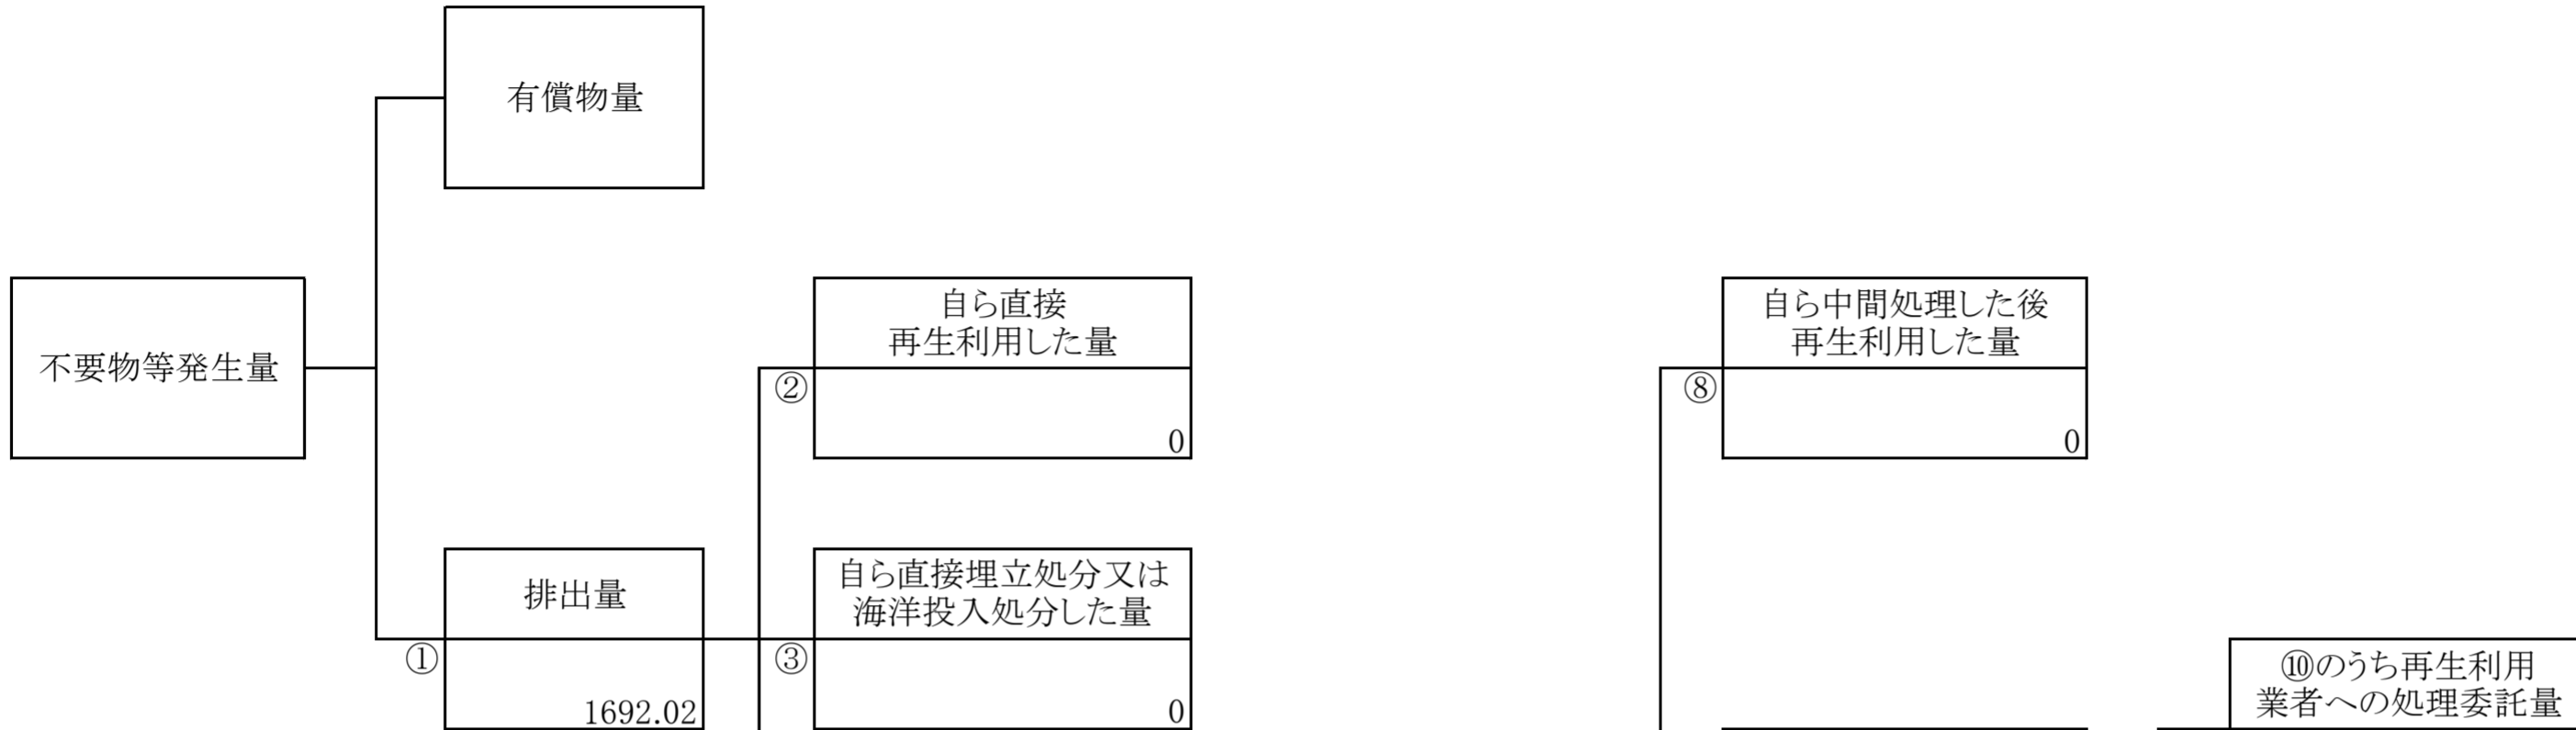 有償物量
不要物等発生量
自ら直接
再生利用した量
②
0
自ら中間処理した後
再生利用した量
⑧
0
排出量
①
1692.02
自ら直接埋立処分又は
海洋投入処分した量
③
0
⑩のうち再生利用
業者への処理委託量